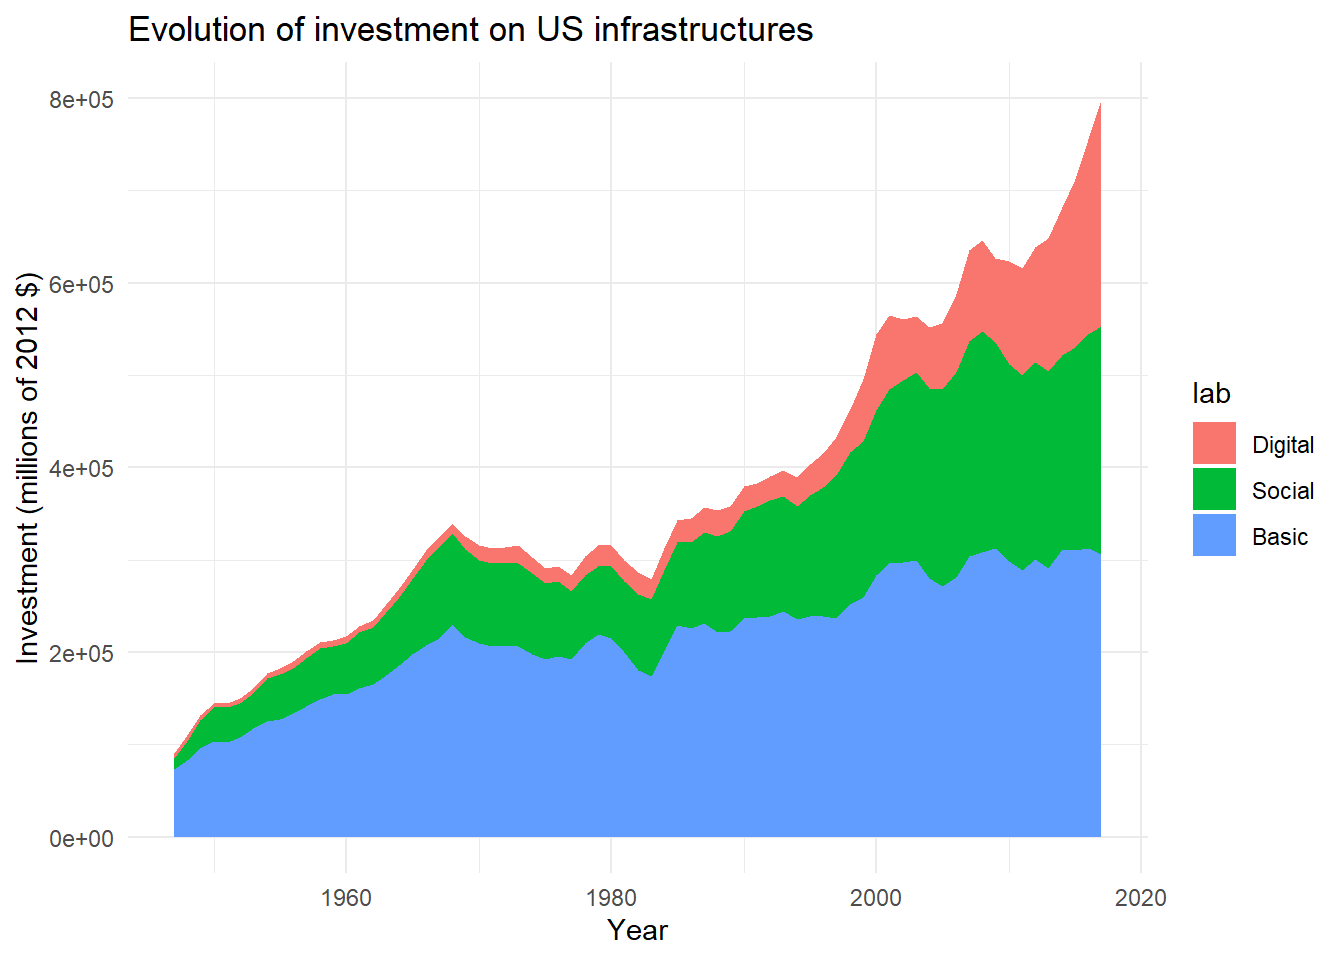 Evolution of investment on US infrastructures
Investment (millions of 2012 $)
8e+05
6e+05
4e+05
2e+05
0e+00
1960
1980
2000
2020
Year
lab
Digital
Social
Basic